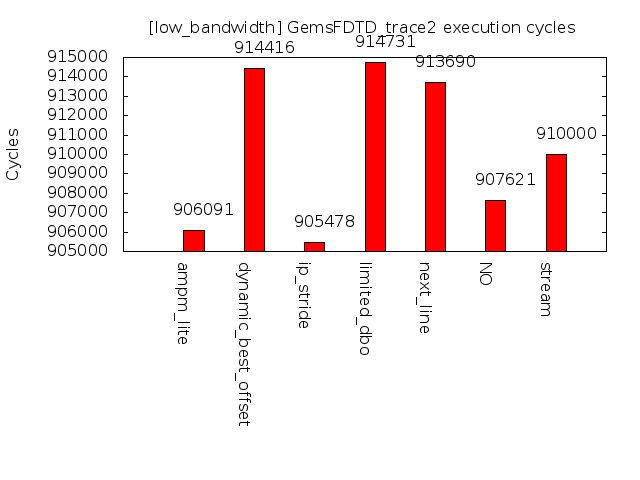 [low_bandwidth] GemsFDTD_trace2 execution cycles
Cycles
915000
914000
913000
912000
911000
910000
909000
908000
907000
906000
905000
906091
914416
905478
914731
913690
907621
910000
ampm_lite
dynamic_best_offset
ip_stride
limited_dbo
next_line
NO
stream